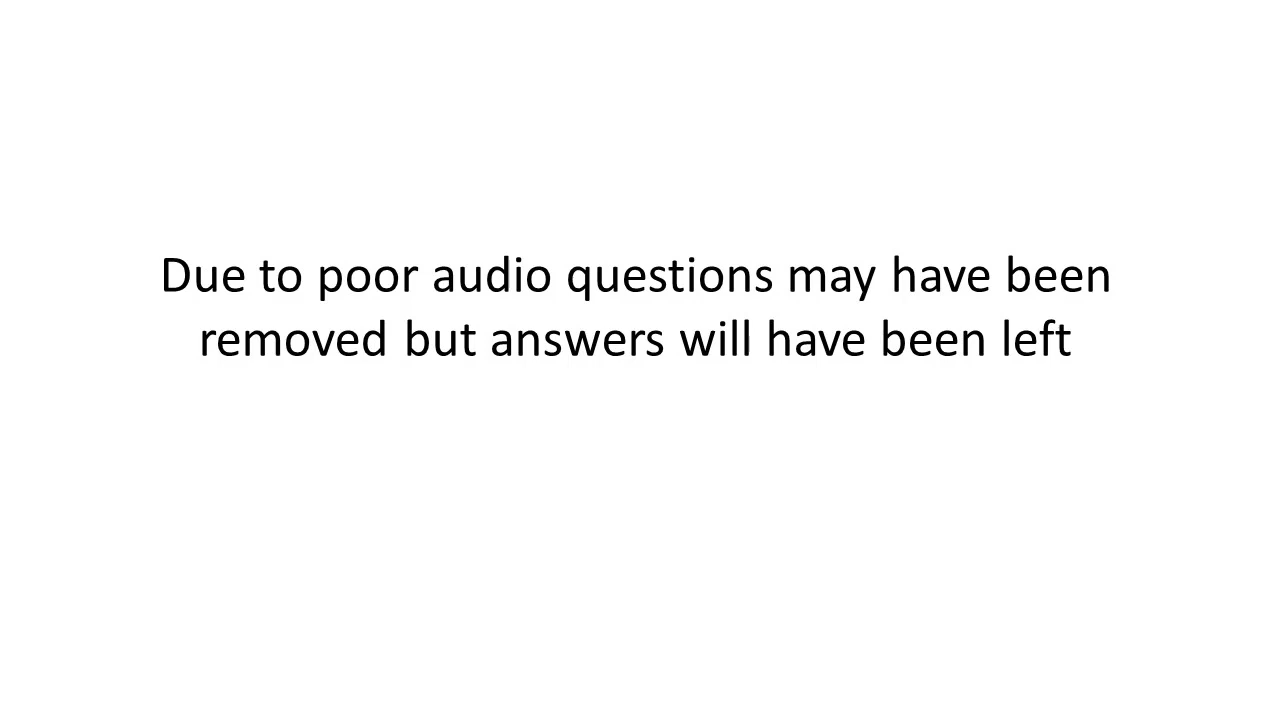 Due to poor audio questions may have been
removed but answers will have been left